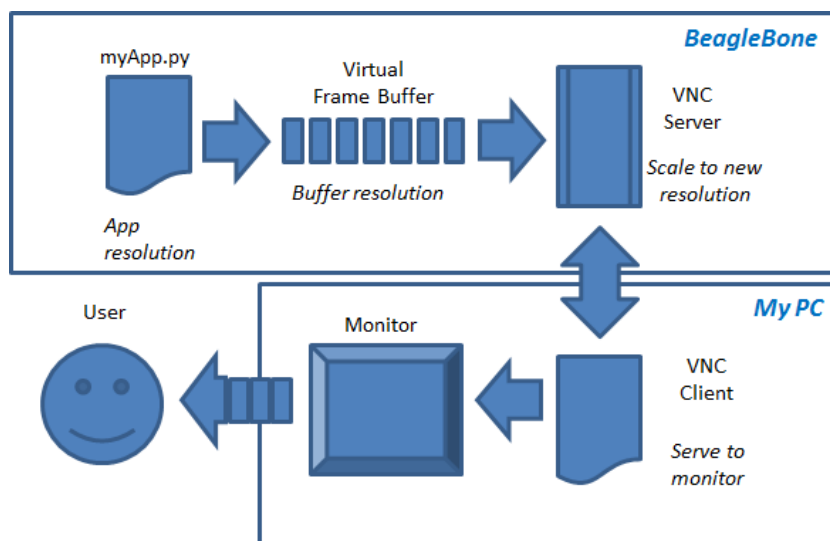 BeagleBone
myApp.py
Virtual
Frame Buffer
VNC
Server
Buffer resolution
Scale to new
resolution
App
resolution
My PC
User
Monitor
VNC
Client
Serve to
monitor